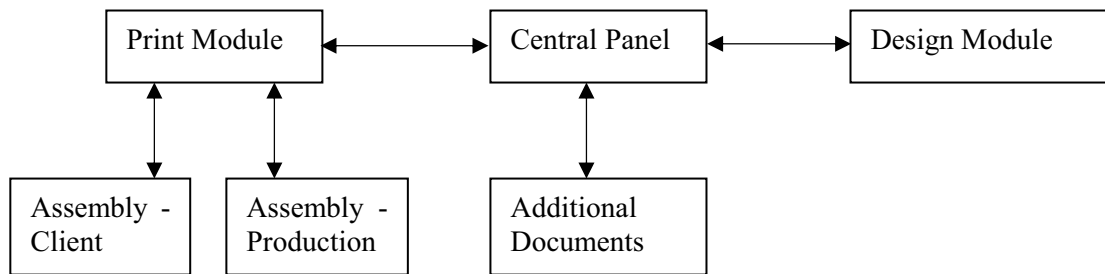 Print Module
Central Panel
Design Module
Assembly -
Client
Assembly -
Production
Additional
Documents